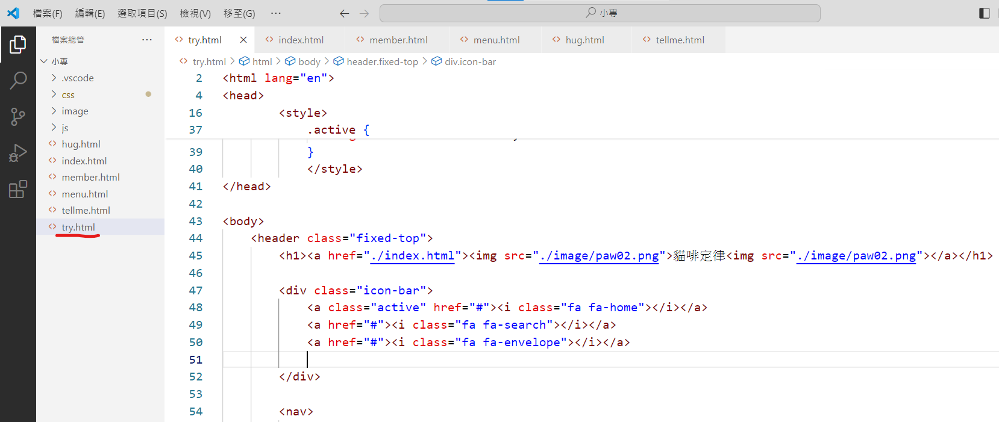 檔案(F) 編輯(E) 選取項目(S) 檢視(V) 移至(G) ··· 小專
檔案總管 ···
小專
.vscode
css
image
js
hug.html
index.html
member.html
menu.html
tellme.html
try.html
try.html index.html member.html menu.html hug.html tellme.html
try.html > html > body > header.fixed-top > div.icon-bar
2 <html lang="en">
4 <head>
16 <style>
37 .active {
39 }
40 </style>
41 </head>
42
43 <body>
44 <header class="fixed-top">
45 <h1><a href="./index.html"><img src="./image/paw02.png">貓啡定律<img src="./image/paw02.png"></a></h1>
46
47 <div class="icon-bar">
48 <a class="active" href="#"><i class="fa fa-home"></i></a>
49 <a href="#"><i class="fa fa-search"></i></a>
50 <a href="#"><i class="fa fa-envelope"></i></a>
51
52 </div>
53
54 <nav>